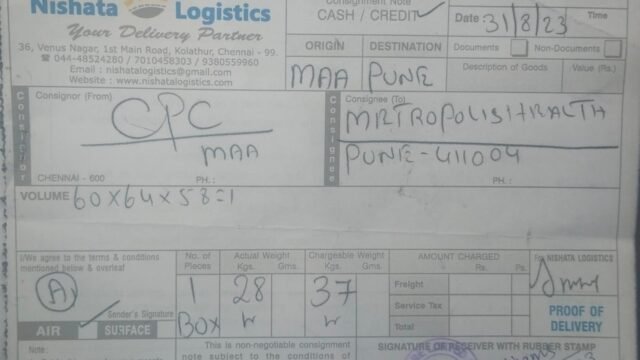 Nishata Logistics
Your Delivery Partner
36, Venus Nagar, 1st Main Road, Kolathur, Chennai - 99.
☎ 044-48524280 / 7010458303 / 9380559960
Email : nishatalogistics@gmail.com
Website : www.nishatalogistics.com
Consignment Note
CASH / CREDIT ✓
Date 31/8/23 Time
ORIGIN DESTINATION
Documents Non-Documents
MAA PUNE
Description of Goods Value (Rs.)
Consignor
Consignor (From)
CPC
MAA
CHENNAI - 600 PH. :
Consignee
Consignee (To)
METROPOLIS HEALTH
PUNE - 411004
PH. :
VOLUME 60 x 64 x 58 = 1
I/We agree to the terms & conditions mentioned below & overleaf
A
Sender's Signature
AIR ✓ SURFACE
No. of Pieces
1
BOX
Actual Weight
Kgs. Gms.
28
Chargeable Weight
Kgs. Gms.
37
AMOUNT CHARGED
Rs. Ps.
Freight
Service Tax
Total
For NISHATA LOGISTICS
PROOF OF DELIVERY
Note :
This is non-negotiable consignment
note subject to the conditions of
SIGNATURE OF RECEIVER WITH RUBBER STAMP